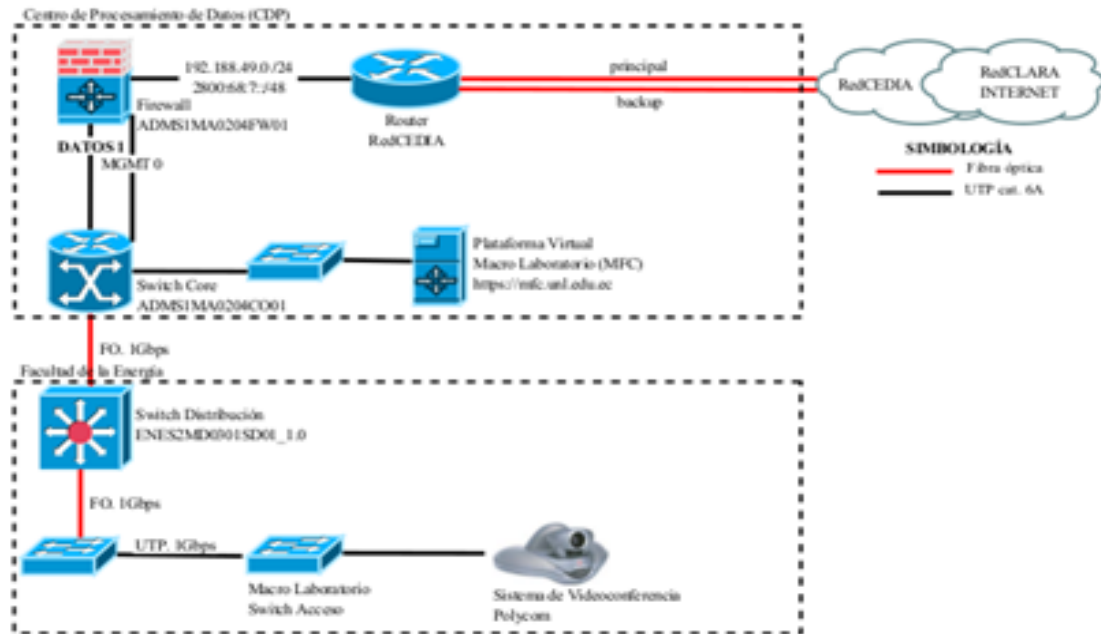 Centro de Procesamiento de Datos (CDP)
192.188.49.0 /24
2800:68:7::/48
Firewall
ADMS1MA0204FW01
DATOS 1
MGMT 0
Router
RedCEDIA
principal
backup
RedCEDIA
RedCLARA
INTERNET
SIMBOLOGÍA
Fibra óptica
UTP cat. 6A
Plataforma Virtual
Macro Laboratorio (MFC)
https://mfc.unl.edu.ec
Switch Core
ADMS1MA0204CO01
FO. 1Gbps
Facultad de la Energía
Switch Distribución
ENES2MD0301SD01_1.0
FO. 1Gbps
UTP. 1Gbps
Macro Laboratorio
Switch Acceso
Sistema de Videoconferencia
Polycom